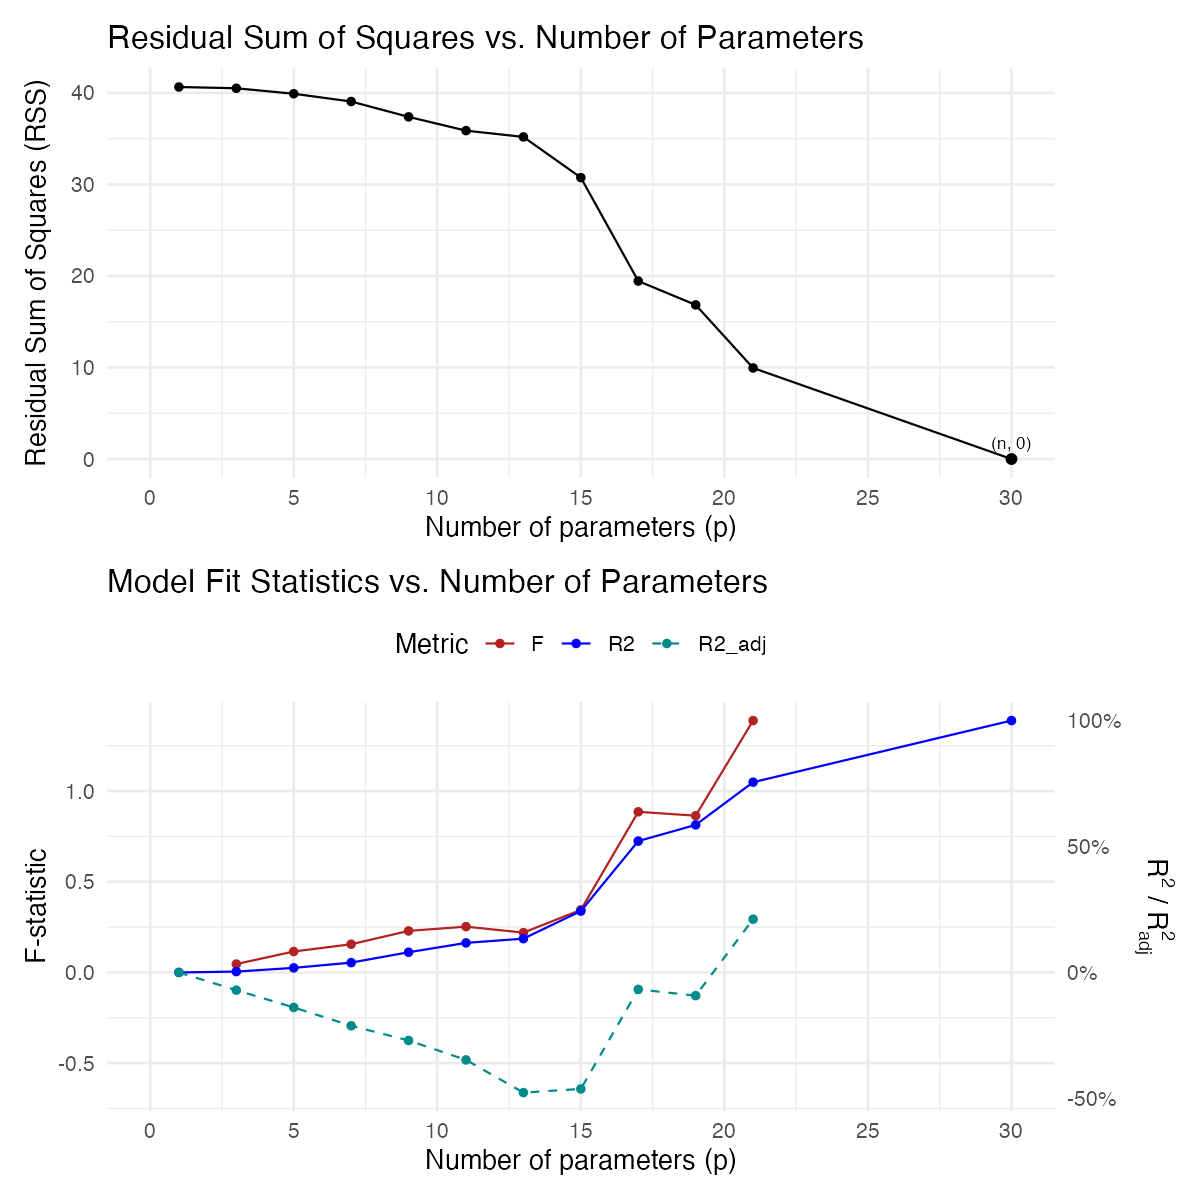 Residual Sum of Squares vs. Number of Parameters
Residual Sum of Squares (RSS)
40
30
20
10
0
(n, 0)
0 5 10 15 20 25 30
Number of parameters (p)
Model Fit Statistics vs. Number of Parameters
Metric F R2 R2_adj
F-statistic
1.0
0.5
0.0
-0.5
100%
50%
0%
-50%
R² / R²adj
0 5 10 15 20 25 30
Number of parameters (p)